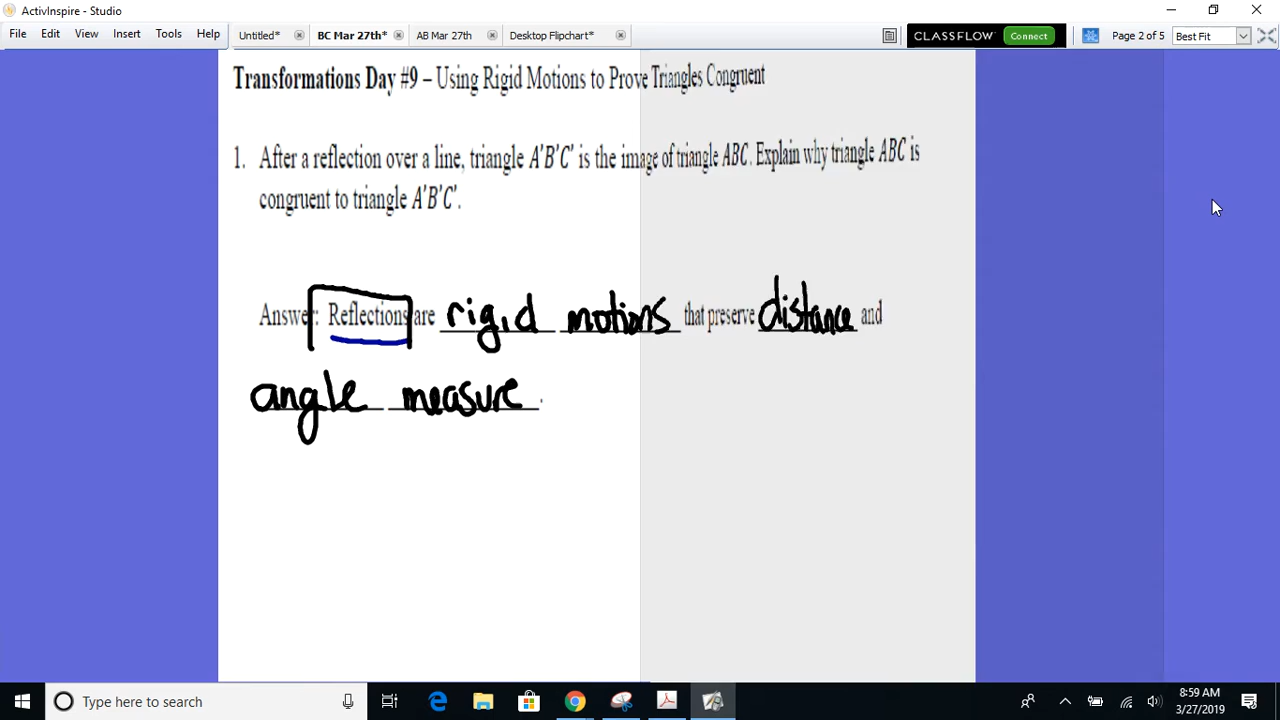 ActivInspire - Studio
File Edit View Insert Tools Help Untitled* BC Mar 27th* AB Mar 27th Desktop Flipchart* CLASSFLOW Connect Page 2 of 5 Best Fit
Transformations Day #9 – Using Rigid Motions to Prove Triangles Congruent
1. After a reflection over a line, triangle A'B'C' is the image of triangle ABC. Explain why triangle ABC is
congruent to triangle A'B'C'.
Answer: Reflections are rigid motions that preserve distance and
angle measure.
Type here to search
8:59 AM
3/27/2019